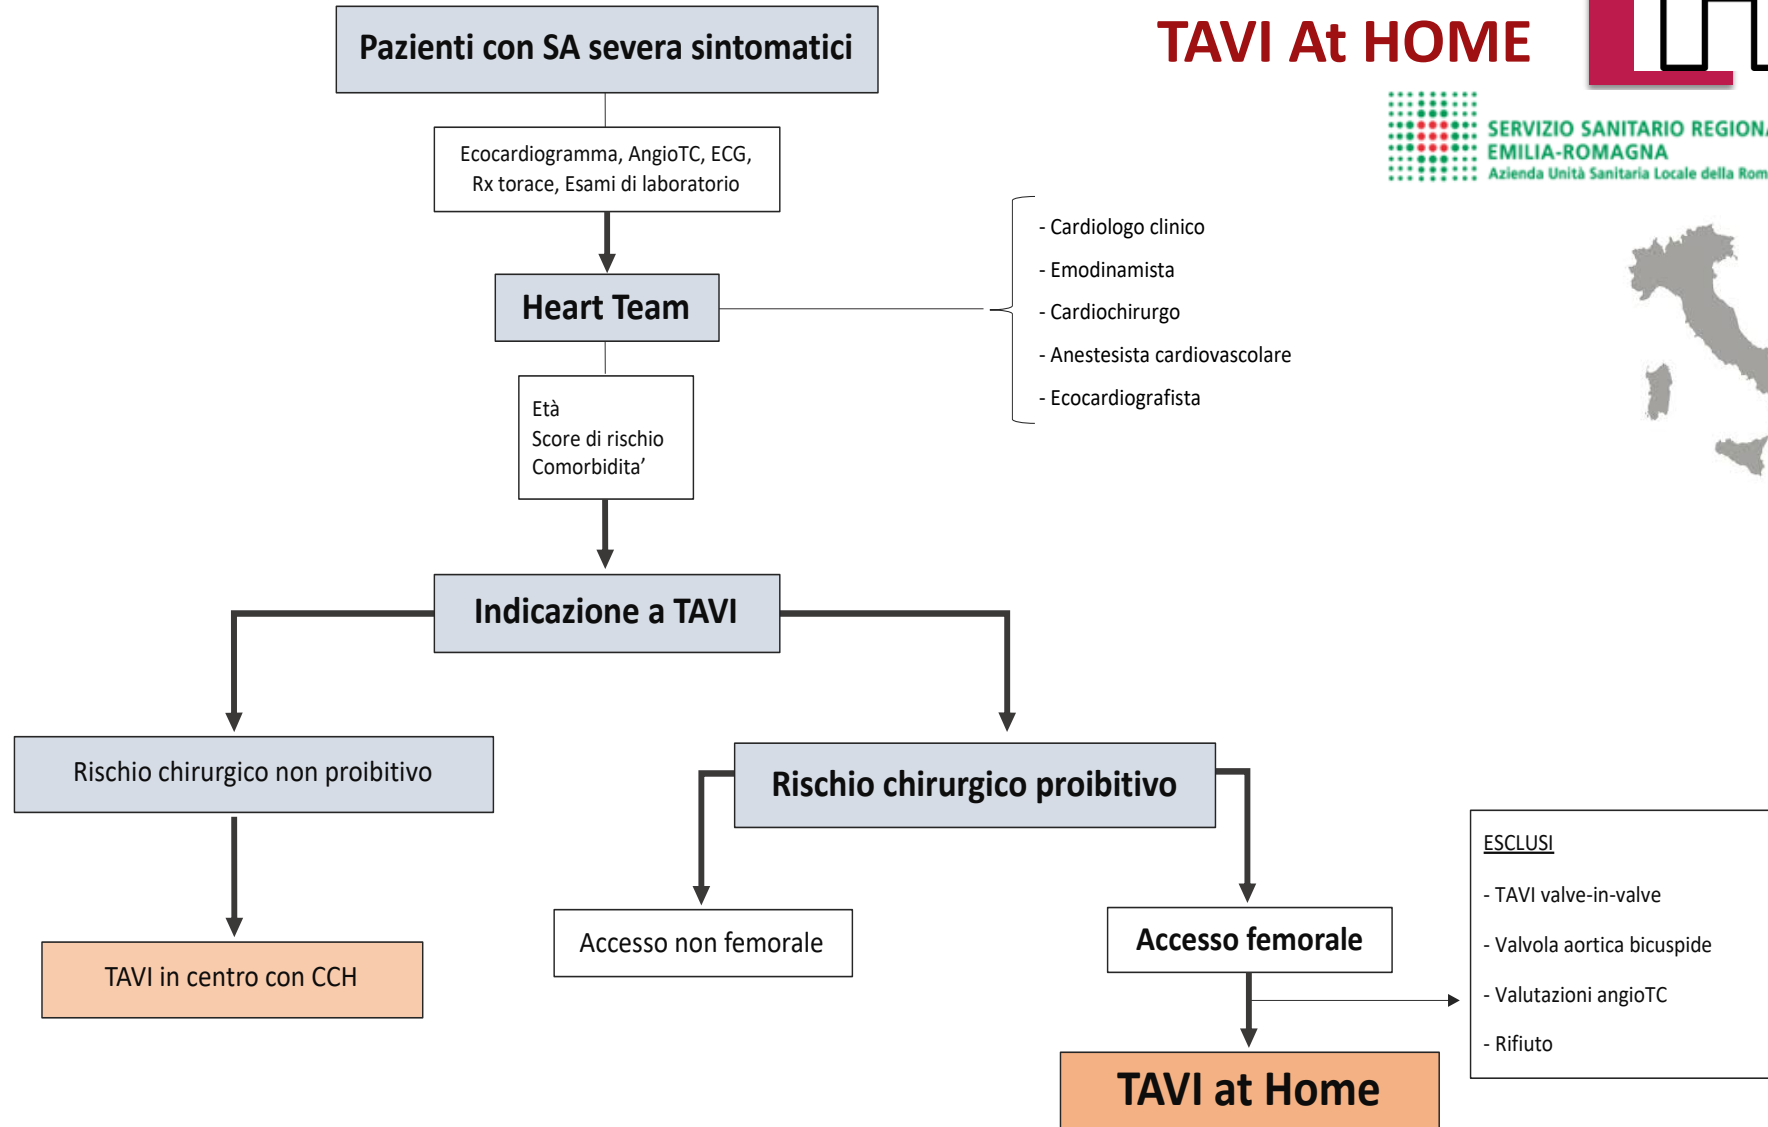 Pazienti con SA severa sintomatici
TAVI At HOME
SERVIZIO SANITARIO
EMILIA-ROMAGNA
Azienda Unità Sanitaria Locale della
Ecocardiogramma, AngioTC, ECG,
Rx torace, Esami di laboratorio
Heart Team
- Cardiologo clinico
- Emodinamista
- Cardiochirurgo
- Anestesista cardiovascolare
- Ecocardiografista
Età
Score di rischio
Comorbidita’
Indicazione a TAVI
Rischio chirurgico non proibitivo
Rischio chirurgico proibitivo
TAVI in centro con CCH
Accesso non femorale
Accesso femorale
ESCLUSI
- TAVI valve-in-valve
- Valvola aortica bicuspide
- Valutazioni angioTC
- Rifiuto
TAVI at Home